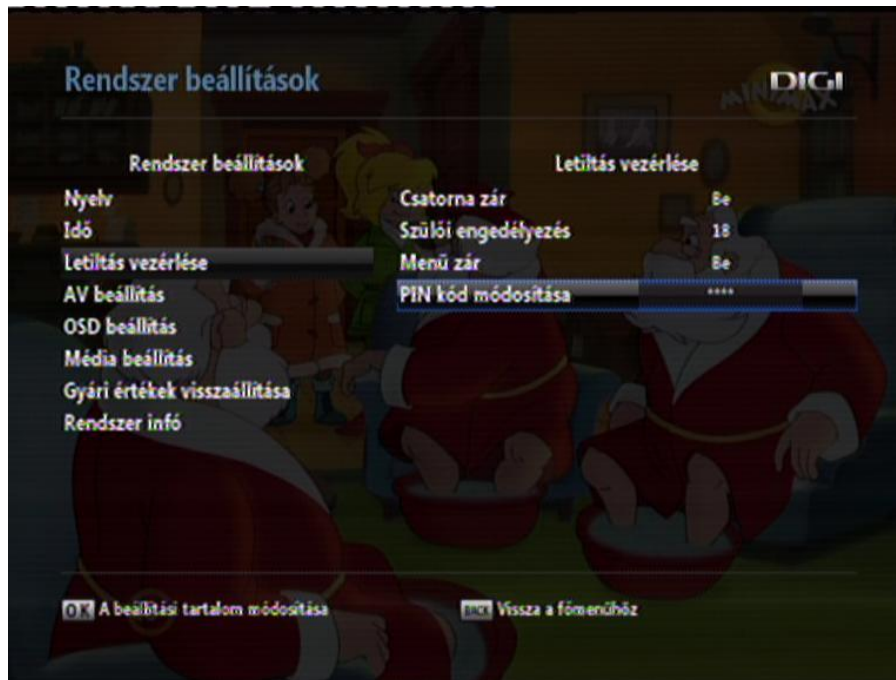 Rendszer beállítások
DIGI
MINIMAX
Rendszer beállítások
Nyelv
Idő
Letiltás vezérlése
AV beállítás
OSD beállítás
Média beállítás
Gyári értékek visszaállítása
Rendszer infó
Letiltás vezérlése
Csatorna zár Be
Szülői engedélyezés 18
Menü zár Be
PIN kód módosítása ****
OK A beállítási tartalom módosítása
BACK Vissza a főmenühöz